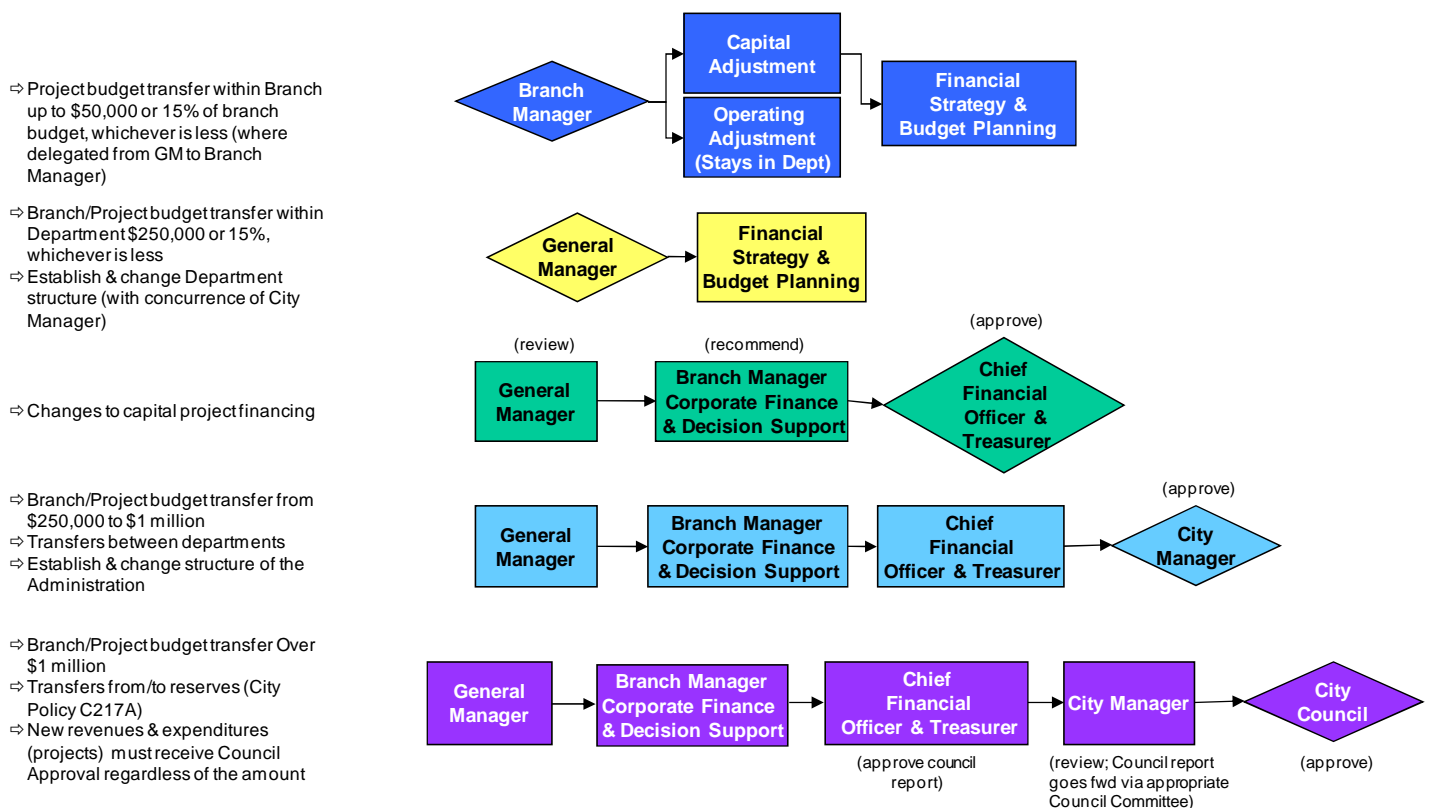 ⇨ Project budget transfer within Branch
up to $50,000 or 15% of branch
budget, whichever is less (where
delegated from GM to Branch
Manager)
Branch
Manager
Capital
Adjustment
Operating
Adjustment
(Stays in Dept)
Financial
Strategy &
Budget Planning
⇨ Branch/Project budget transfer within
Department $250,000 or 15%,
whichever is less
⇨ Establish & change Department
structure (with concurrence of City
Manager)
General
Manager
Financial
Strategy &
Budget Planning
⇨ Changes to capital project financing
(review)
General
Manager
(recommend)
Branch Manager
Corporate Finance
& Decision Support
(approve)
Chief
Financial
Officer &
Treasurer
⇨ Branch/Project budget transfer from
$250,000 to $1 million
⇨ Transfers between departments
⇨ Establish & change structure of the
Administration
General
Manager
Branch Manager
Corporate Finance
& Decision Support
Chief
Financial
Officer & Treasurer
(approve)
City
Manager
⇨ Branch/Project budget transfer Over
$1 million
⇨ Transfers from/to reserves (City
Policy C217A)
⇨ New revenues & expenditures
(projects) must receive Council
Approval regardless of the amount
General
Manager
Branch Manager
Corporate Finance
& Decision Support
Chief
Financial
Officer & Treasurer
(approve council
report)
City Manager
(review; Council report
goes fwd via appropriate
Council Committee)
City
Council
(approve)